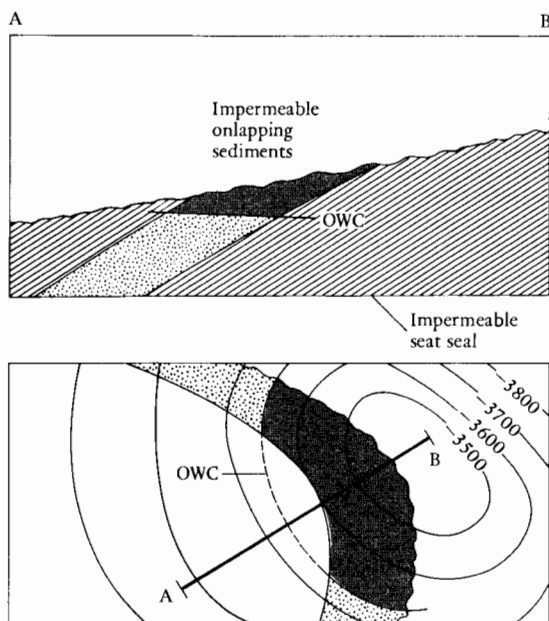 A
B
Impermeable
onlapping
sediments
OWC
Impermeable
seat seal
3800
3700
3600
3500
OWC
B
A